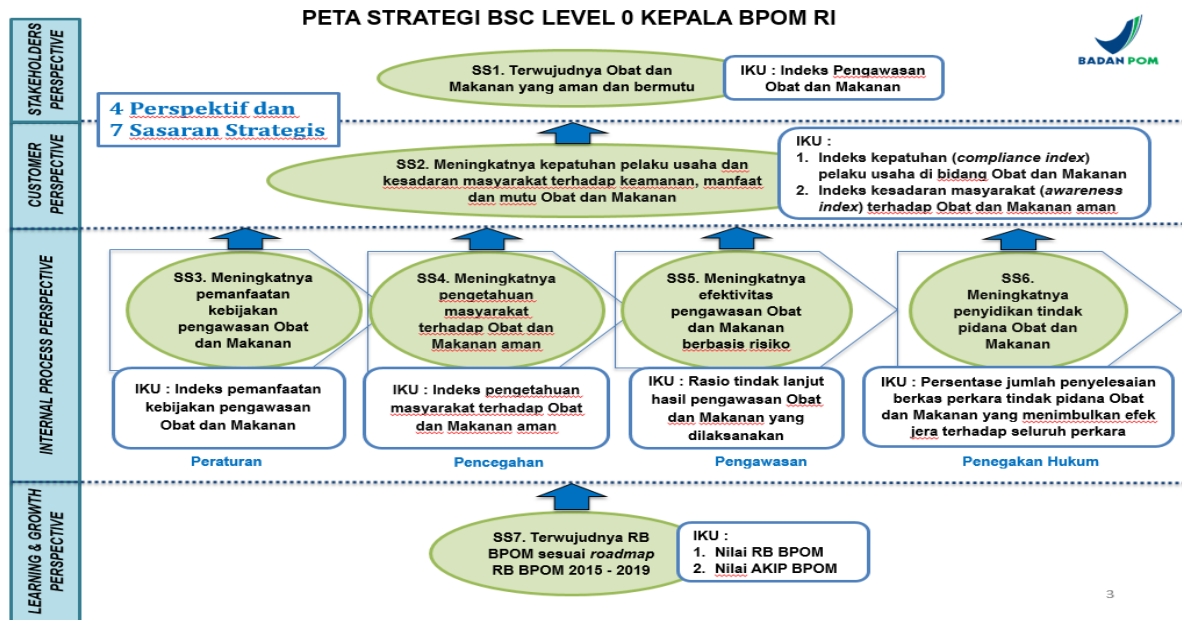 PETA STRATEGI BSC LEVEL 0 KEPALA BPOM RI
BADAN POM
STAKEHOLDERS
PERSPECTIVE
SS1. Terwujudnya Obat dan
Makanan yang aman dan bermutu
IKU : Indeks Pengawasan
Obat dan Makanan
4 Perspektif dan
7 Sasaran Strategis
CUSTOMER
PERSPECTIVE
SS2. Meningkatnya kepatuhan pelaku usaha dan
kesadaran masyarakat terhadap keamanan, manfaat
dan mutu Obat dan Makanan
IKU :
1. Indeks kepatuhan (compliance index)
pelaku usaha di bidang Obat dan Makanan
2. Indeks kesadaran masyarakat (awareness
index) terhadap Obat dan Makanan aman
INTERNAL PROCESS PERSPECTIVE
SS3. Meningkatnya
pemanfaatan
kebijakan
pengawasan Obat
dan Makanan
IKU : Indeks pemanfaatan
kebijakan pengawasan
Obat dan Makanan
Peraturan
SS4. Meningkatnya
pengetahuan
masyarakat
terhadap Obat dan
Makanan aman
IKU : Indeks pengetahuan
masyarakat terhadap Obat
dan Makanan aman
Pencegahan
SS5. Meningkatnya
efektivitas
pengawasan Obat
dan Makanan
berbasis risiko
IKU : Rasio tindak lanjut
hasil pengawasan Obat
dan Makanan yang
dilaksanakan
Pengawasan
SS6.
Meningkatnya
penyidikan tindak
pidana Obat dan
Makanan
IKU : Persentase jumlah penyelesaian
berkas perkara tindak pidana Obat
dan Makanan yang menimbulkan efek
jera terhadap seluruh perkara
Penegakan Hukum
LEARNING & GROWTH
PERSPECTIVE
SS7. Terwujudnya RB
BPOM sesuai roadmap
RB BPOM 2015 - 2019
IKU :
1. Nilai RB BPOM
2. Nilai AKIP BPOM
3